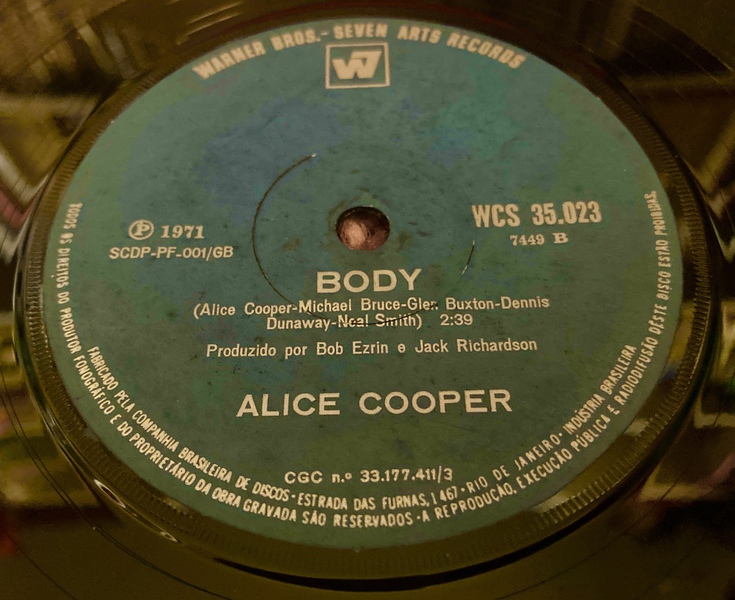 WARNER BROS.- SEVEN ARTS RECORDS
W7
Ⓟ 1971
SCDP-PF-001/GB
WCS 35.023
7449 B
BODY
(Alice Cooper-Michael Bruce-Glen Buxton-Dennis
Dunaway-Neal Smith) 2:39
Produzido por Bob Ezrin e Jack Richardson
ALICE COOPER
CGC n.º 33.177.411/3
FABRICADO PELA COMPANHIA BRASILEIRA DE DISCOS - ESTRADA DAS FURNAS, 1467 - RIO DE JANEIRO - INDÚSTRIA BRASILEIRA
TODOS OS DIREITOS DO PRODUTOR FONOGRÁFICO E DO PROPRIETÁRIO DA OBRA GRAVADA SÃO RESERVADOS - A REPRODUÇÃO, EXECUÇÃO PÚBLICA E RADIODIFUSÃO DÊSTE DISCO ESTÃO PROIBIDAS.